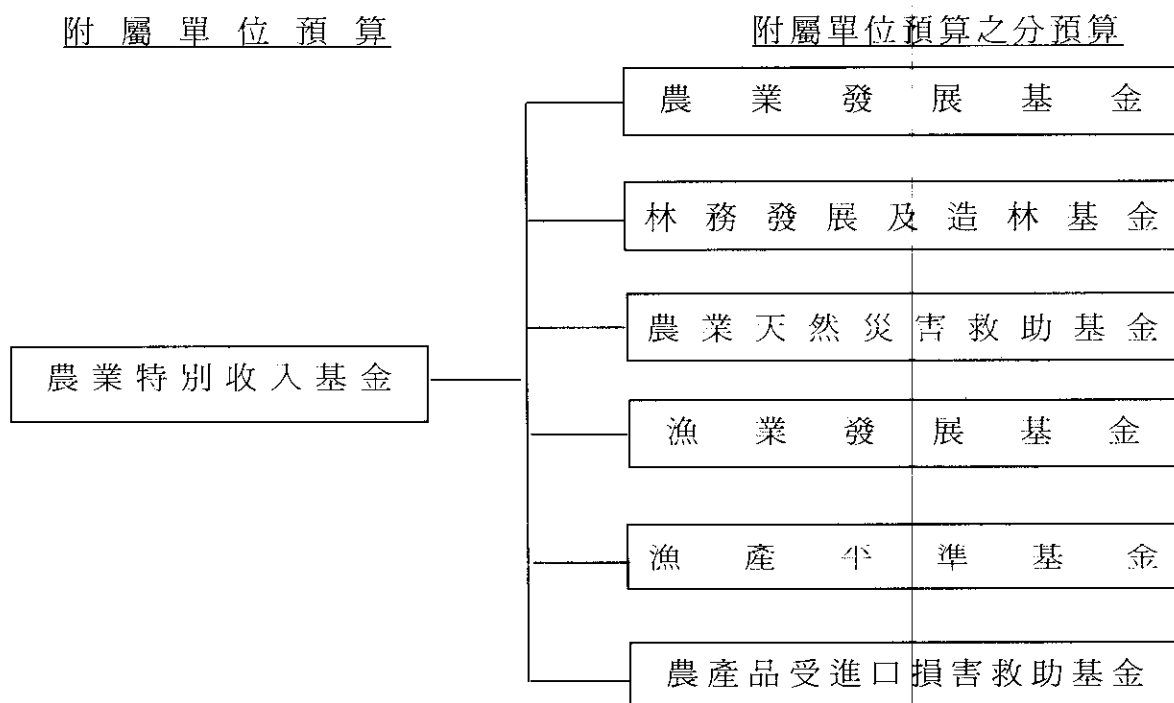 附屬單位預算
附屬單位預算之分預算
農業特別收入基金
農業發展基金
林務發展及造林基金
農業天然災害救助基金
漁業發展基金
漁產平準基金
農產品受進口損害救助基金